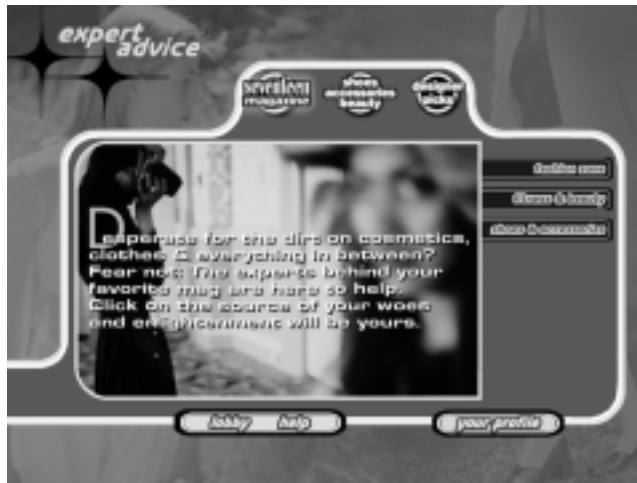 expert
advice
seventeen
magazine
shoes
accessories
beauty
designer
picks
fashion news
fitness & beauty
shoes & accessories
Desperate for the dirt on cosmetics,
clothes & everything in between?
Fear not: The experts behind your
favorite mag are here to help.
Click on the source of your woes
and enlightenment will be yours.
lobby help
your profile